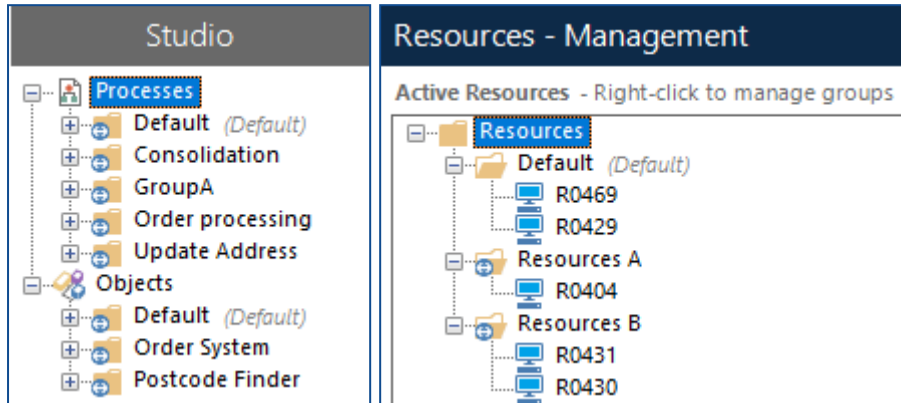 Studio
Processes
Default (Default)
Consolidation
GroupA
Order processing
Update Address
Objects
Default (Default)
Order System
Postcode Finder
Resources - Management
Active Resources - Right-click to manage groups
Resources
Default (Default)
R0469
R0429
Resources A
R0404
Resources B
R0431
R0430